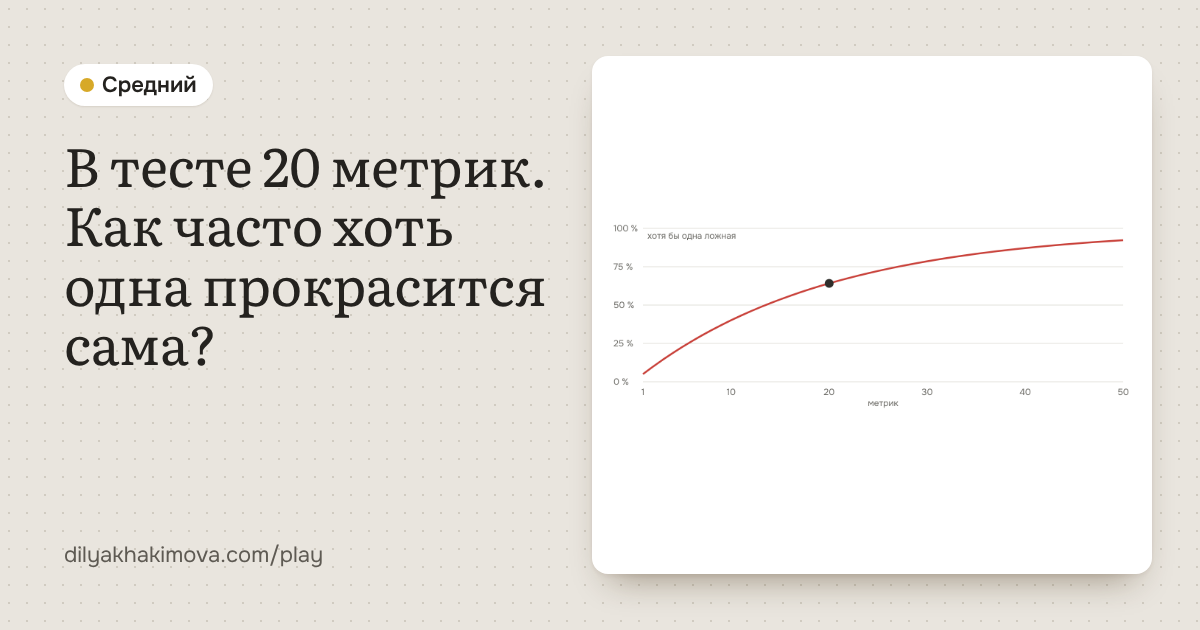 Средний
В тесте 20 метрик.
Как часто хоть
одна прокрасится
сама?
dilyakhakimova.com/play
100 %
хотя бы одна ложная
75 %
50 %
25 %
0 %
1 10 20 30 40 50
метрик